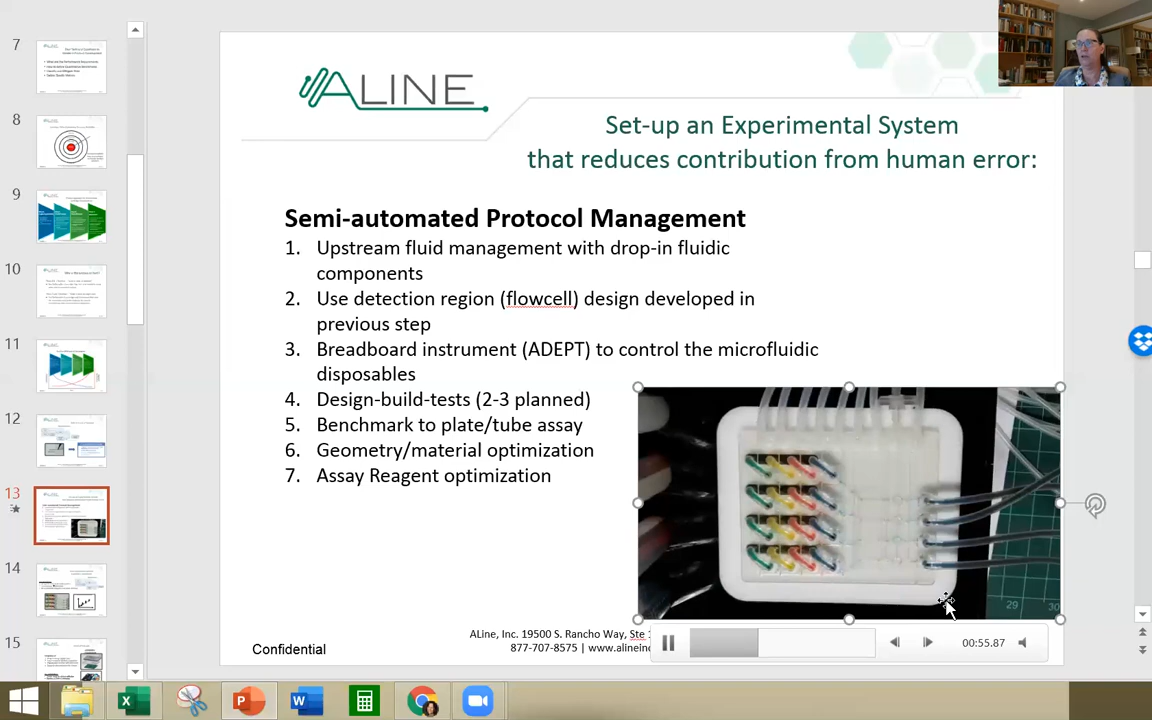 7
8
9
10
11
12
13
14
15
ALINE
Set-up an Experimental System
that reduces contribution from human error:
Semi-automated Protocol Management
1. Upstream fluid management with drop-in fluidic
components
2. Use detection region (flowcell) design developed in
previous step
3. Breadboard instrument (ADEPT) to control the microfluidic
disposables
4. Design-build-tests (2-3 planned)
5. Benchmark to plate/tube assay
6. Geometry/material optimization
7. Assay Reagent optimization
29 30
Confidential
ALine, Inc. 19500 S. Rancho Way, Ste
877-707-8575 | www.alinein
00:55.87